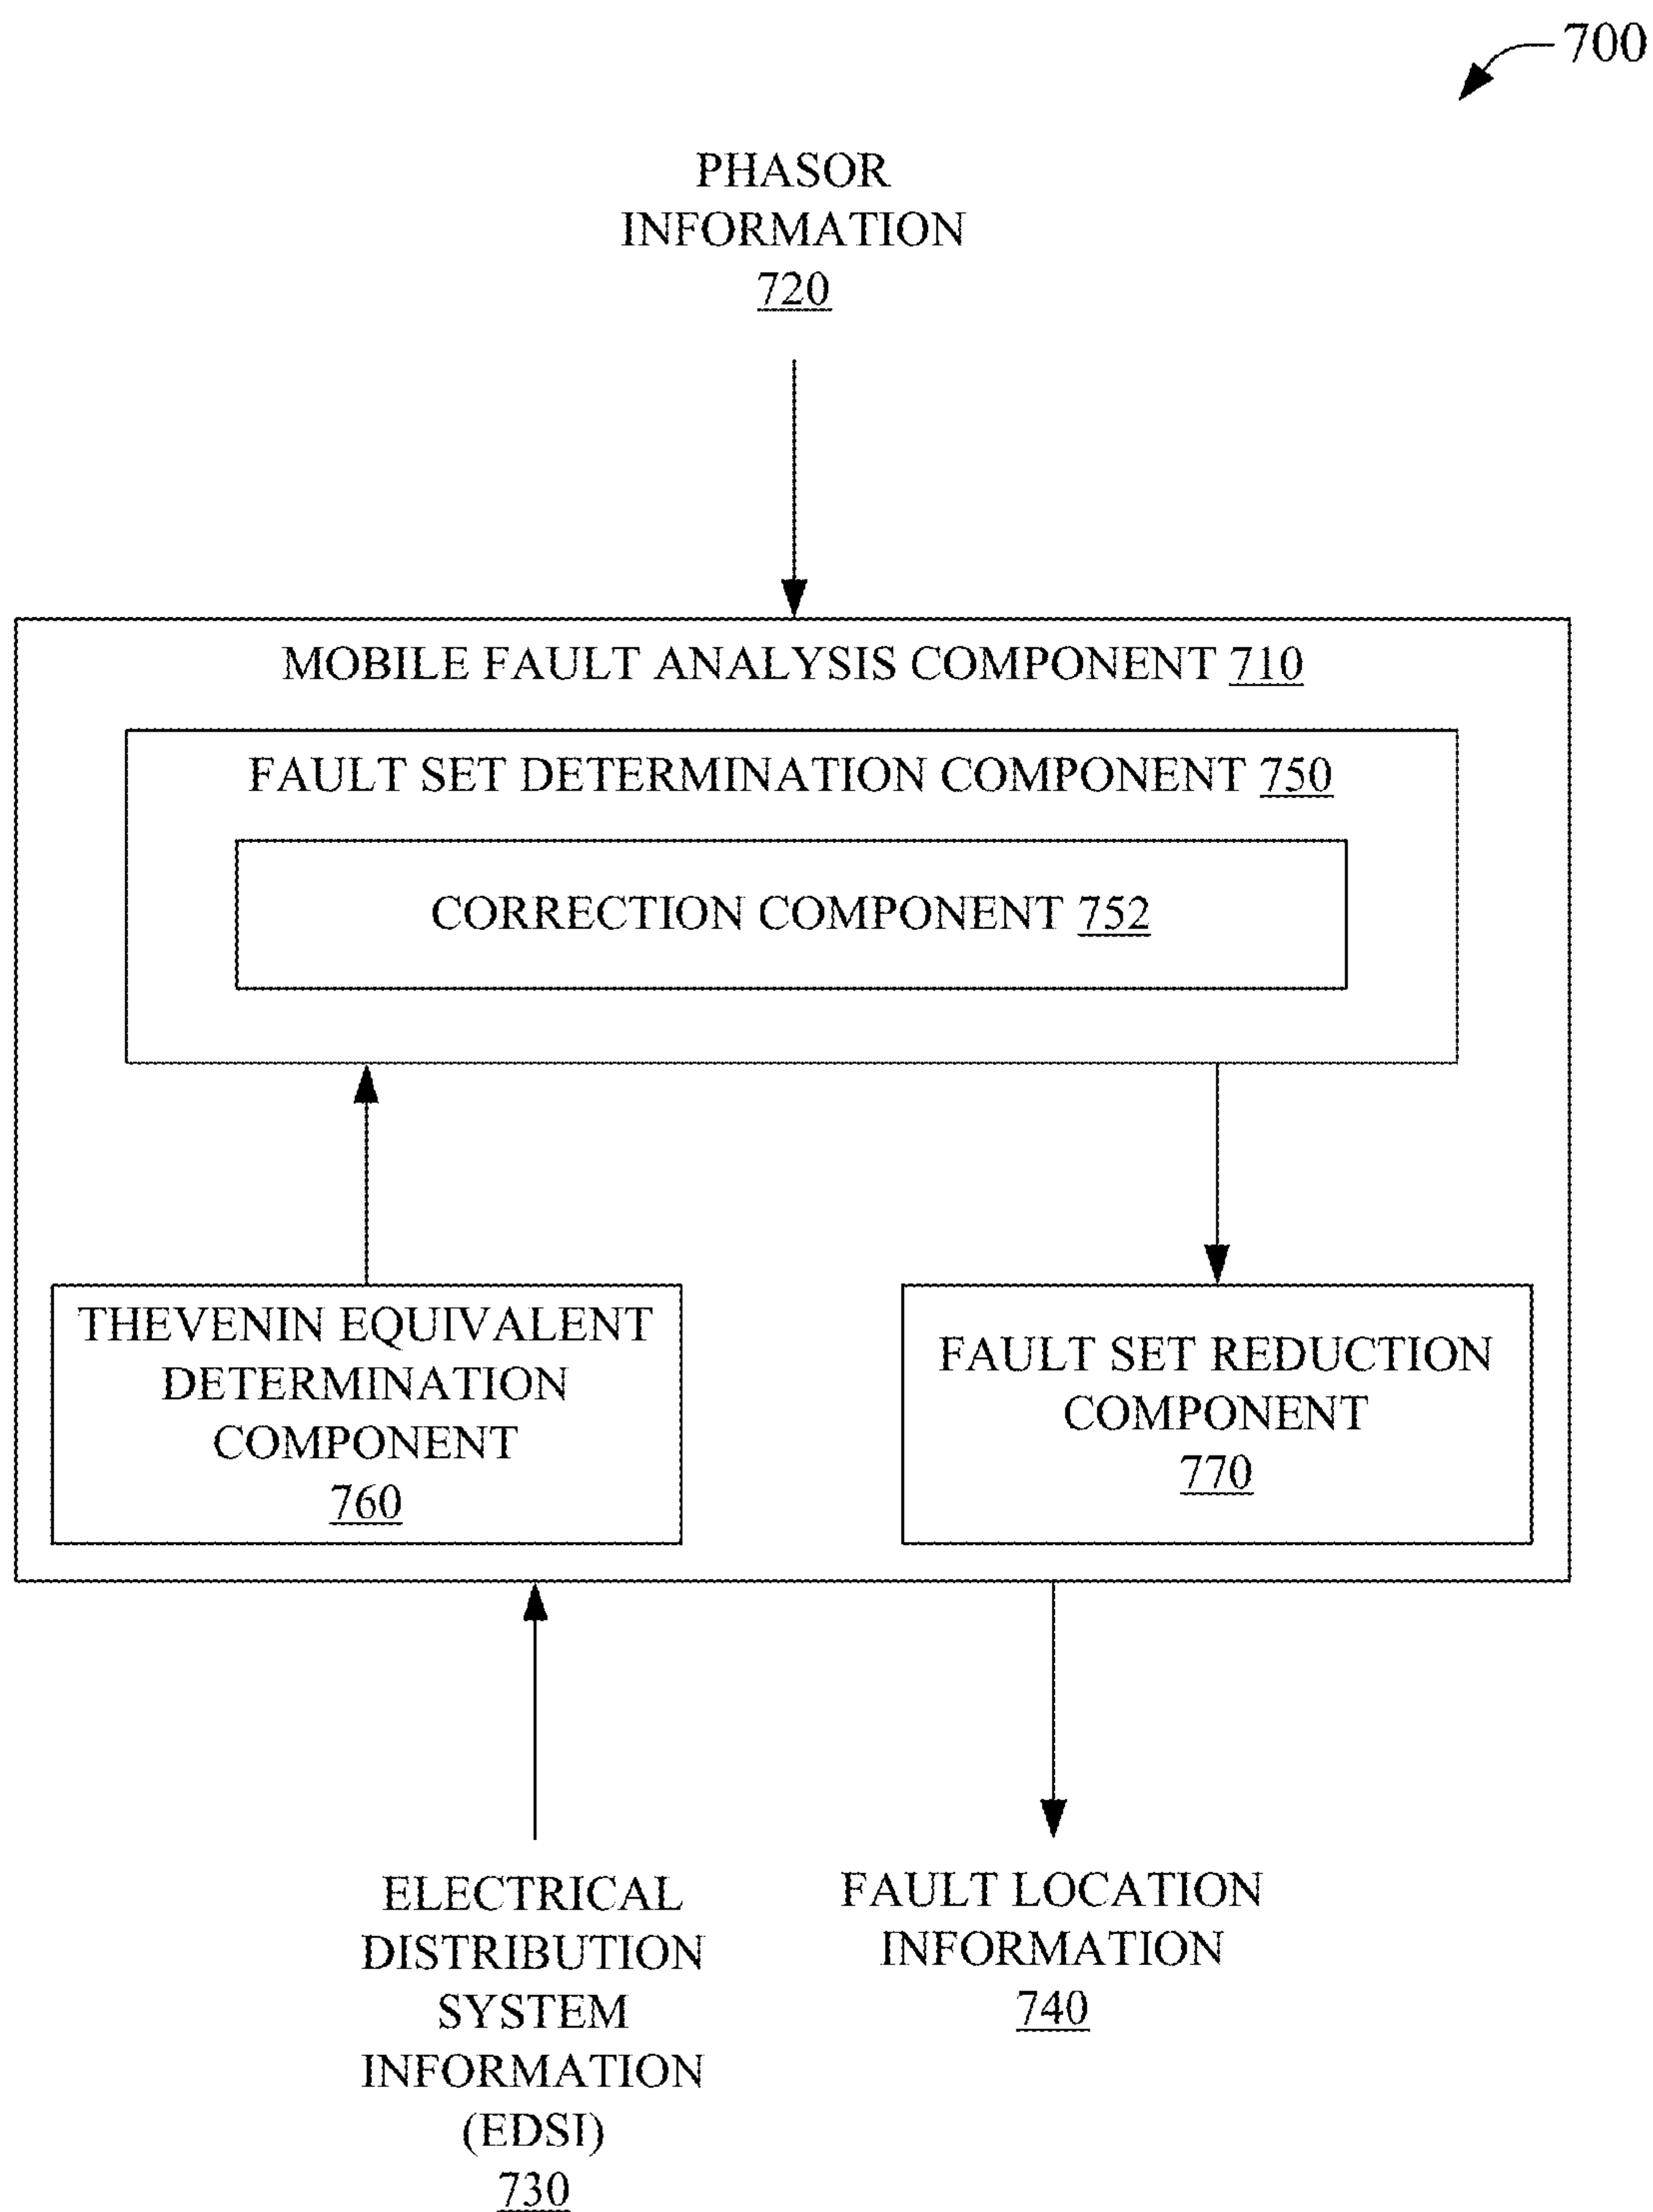 700
PHASOR
INFORMATION
720
MOBILE FAULT ANALYSIS COMPONENT 710
FAULT SET DETERMINATION COMPONENT 750
CORRECTION COMPONENT 752
THEVENIN EQUIVALENT
DETERMINATION
COMPONENT
760
FAULT SET REDUCTION
COMPONENT
770
ELECTRICAL
DISTRIBUTION
SYSTEM
INFORMATION
(EDSI)
730
FAULT LOCATION
INFORMATION
740